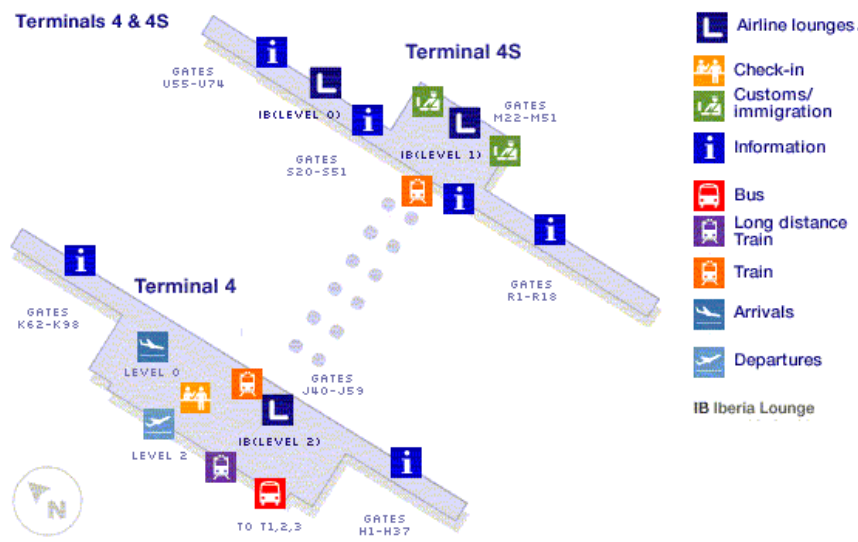 Terminals 4 & 4S
Terminal 4S
GATES
U55-U74
IB(LEVEL 0)
GATES
M22-M51
IB(LEVEL 1)
GATES
S20-S51
GATES
R1-R18
Terminal 4
GATES
K62-K98
LEVEL 0
GATES
J40-J59
IB(LEVEL 2)
LEVEL 2
TO T1,2,3
GATES
H1-H37
N
L Airline lounges.
Check-in
Customs/
immigration
i Information
Bus
Long distance
Train
Train
Arrivals
Departures
IB Iberia Lounge